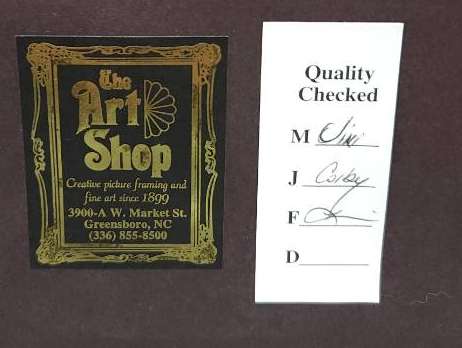 The
Art
Shop
Creative picture framing and
fine art since 1899
3900-A W. Market St.
Greensboro, NC
(336) 855-8500
Quality
Checked
M
J
F
D